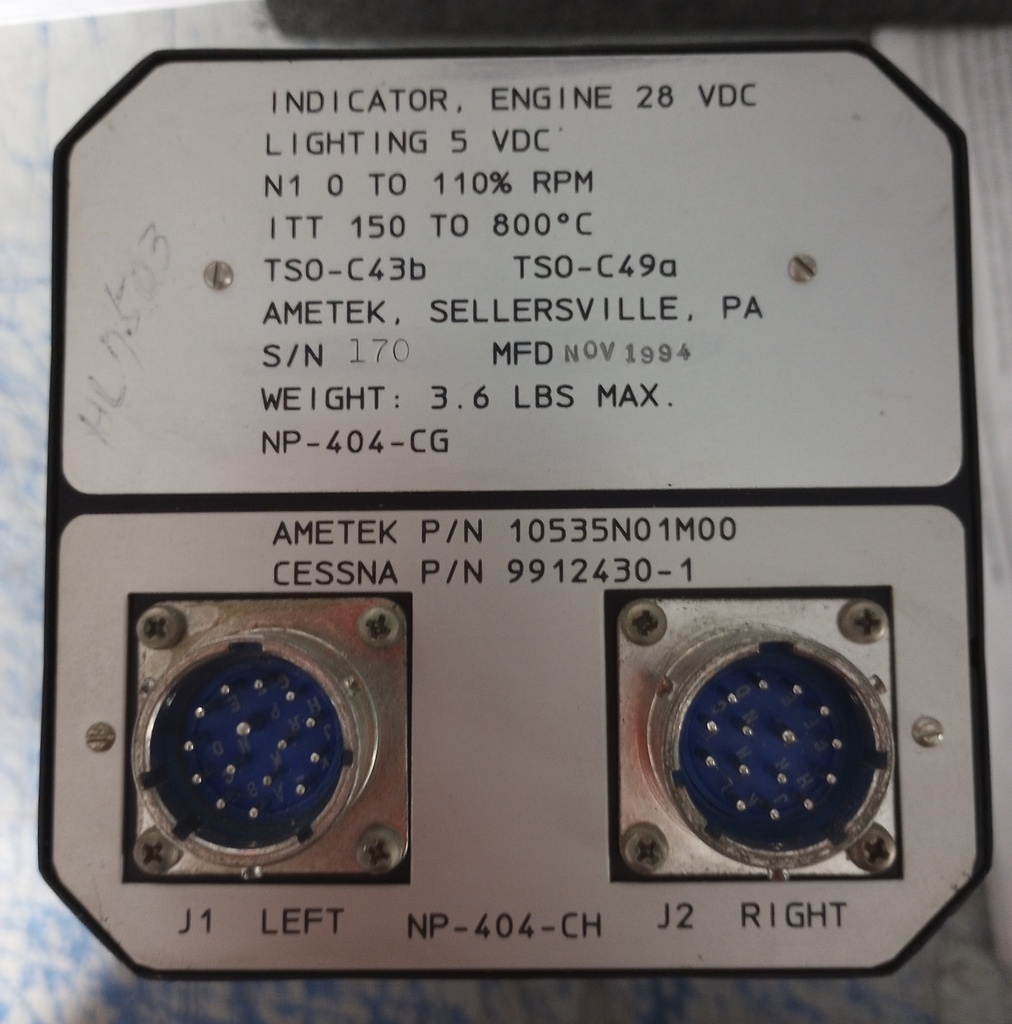 INDICATOR, ENGINE 28 VDC
LIGHTING 5 VDC
N1 0 TO 110% RPM
ITT 150 TO 800°C
TSO-C43b TSO-C49a
AMETEK, SELLERSVILLE, PA
S/N 170 MFD NOV 1994
WEIGHT: 3.6 LBS MAX.
NP-404-CG
AMETEK P/N 10535N01M00
CESSNA P/N 9912430-1
J1 LEFT NP-404-CH J2 RIGHT